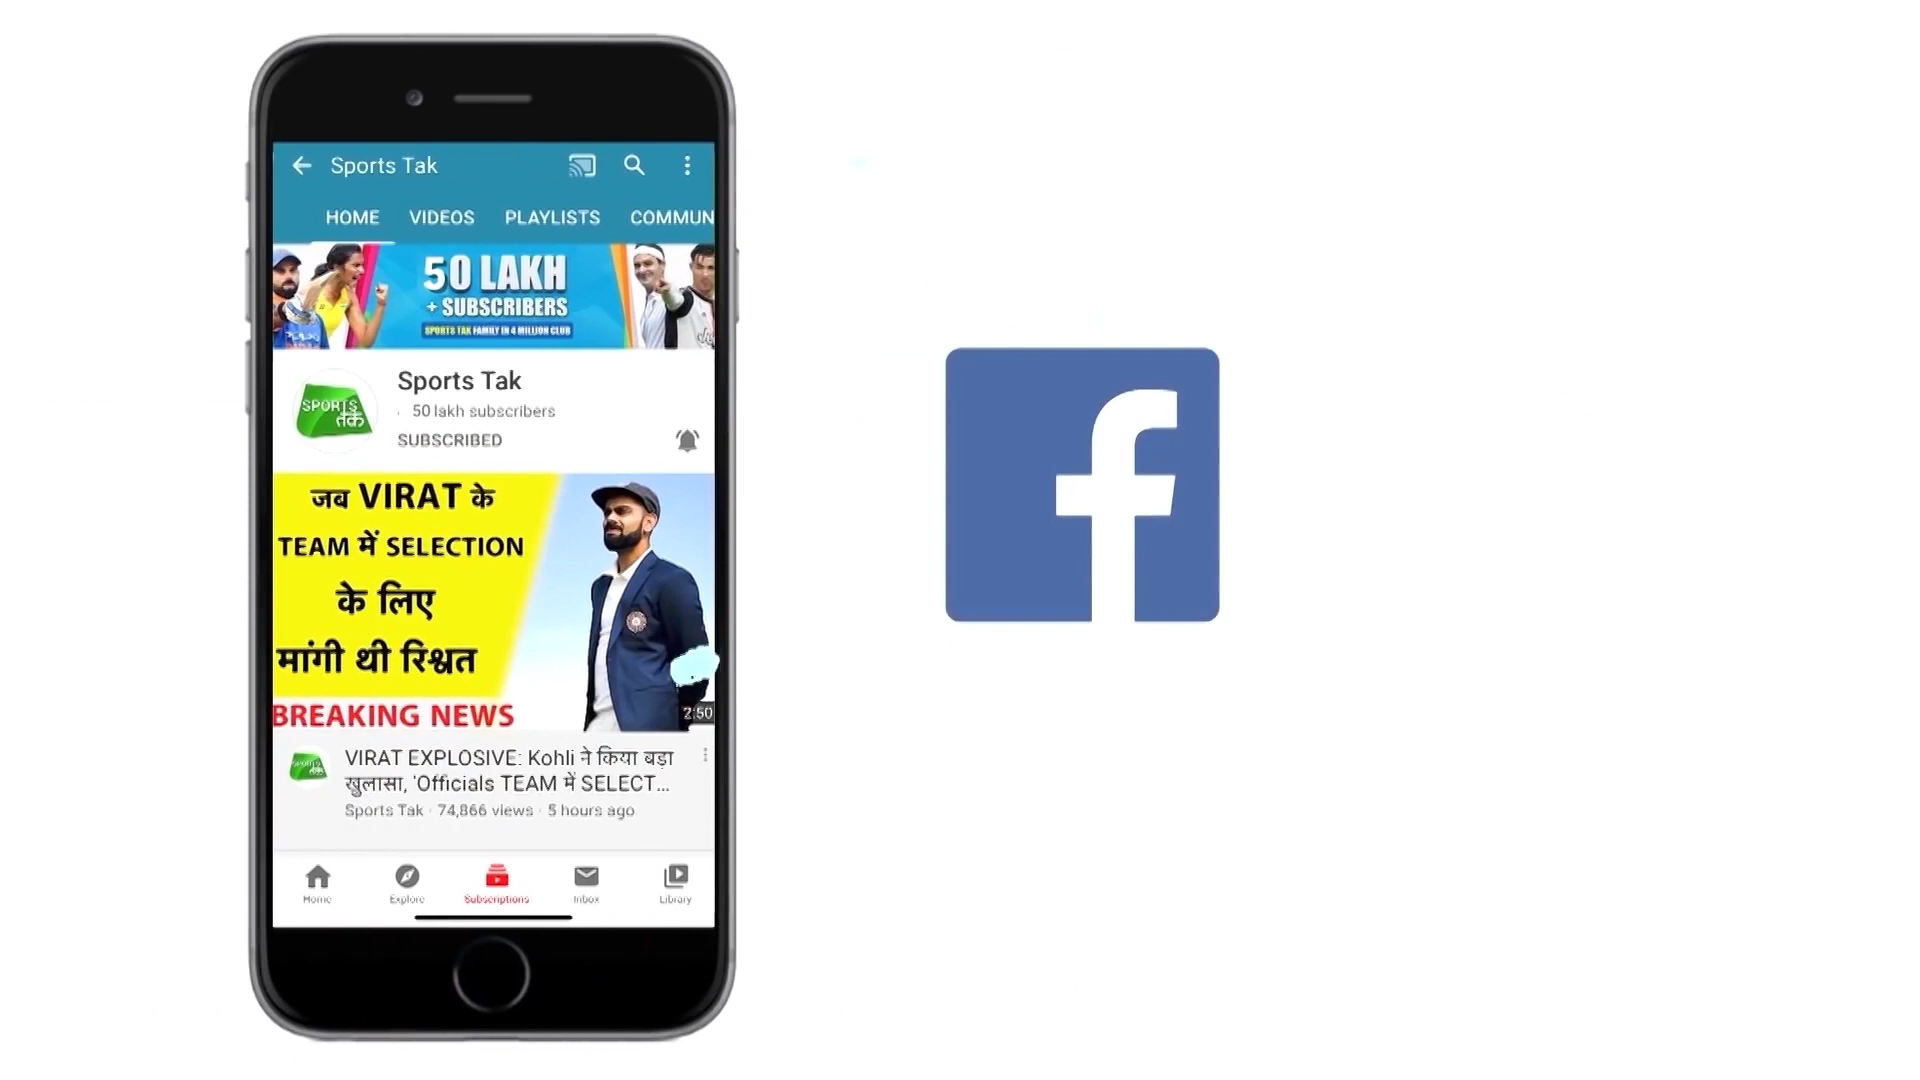 Sports Tak
HOME VIDEOS PLAYLISTS COMMUN
50 LAKH
+ SUBSCRIBERS
SPORTS TAK FAMILY IN 4 MILLION CLUB
Sports Tak
50 lakh subscribers
SPORTS
तक
SUBSCRIBED
जब VIRAT के
TEAM में SELECTION
के लिए
मांगी थी रिश्वत
BREAKING NEWS
2:50
VIRAT EXPLOSIVE: Kohli ने किया बड़ा
खुलासा, 'Officials TEAM में SELECT...
Sports Tak · 74,866 views · 5 hours ago
Home Explore Subscriptions Inbox Library